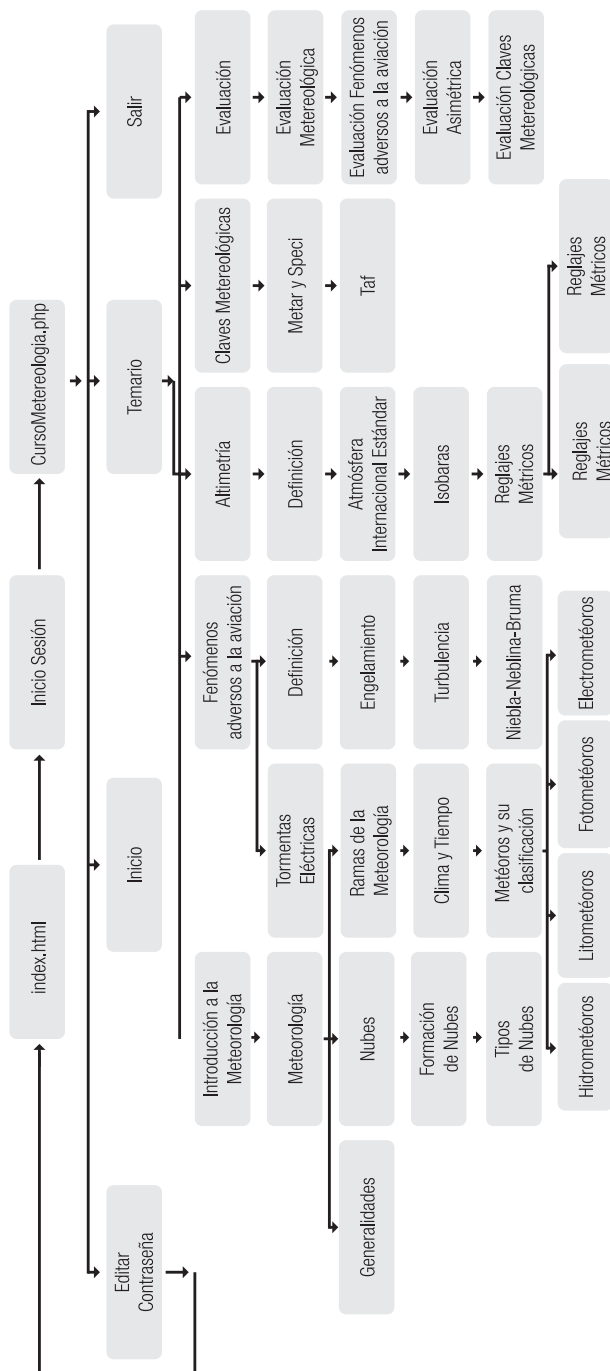 index.html
Inicio Sesión
CursoMetereologia.php
Editar
Contraseña
Inicio
Temario
Salir
Introducción a la
Meteorología
Fenómenos
adversos a la aviación
Altimetría
Claves Metereológicas
Evaluación
Meteorología
Tormentas
Eléctricas
Definición
Definición
Metar y Speci
Evaluación
Metereológica
Generalidades
Nubes
Ramas de la
Meteorología
Engelamiento
Atmósfera
Internacional Estándar
Taf
Evaluación Fenómenos
adversos a la aviación
Formación
de Nubes
Clima y Tiempo
Turbulencia
Isobaras
Evaluación
Asimétrica
Tipos
de Nubes
Metéoros y su
clasificación
Niebla-Neblina-Bruma
Reglajes
Métricos
Evaluación Claves
Metereológicas
Hidrometéoros
Litometéoros
Fotometéoros
Electrometéoros
Reglajes
Métricos
Reglajes
Métricos